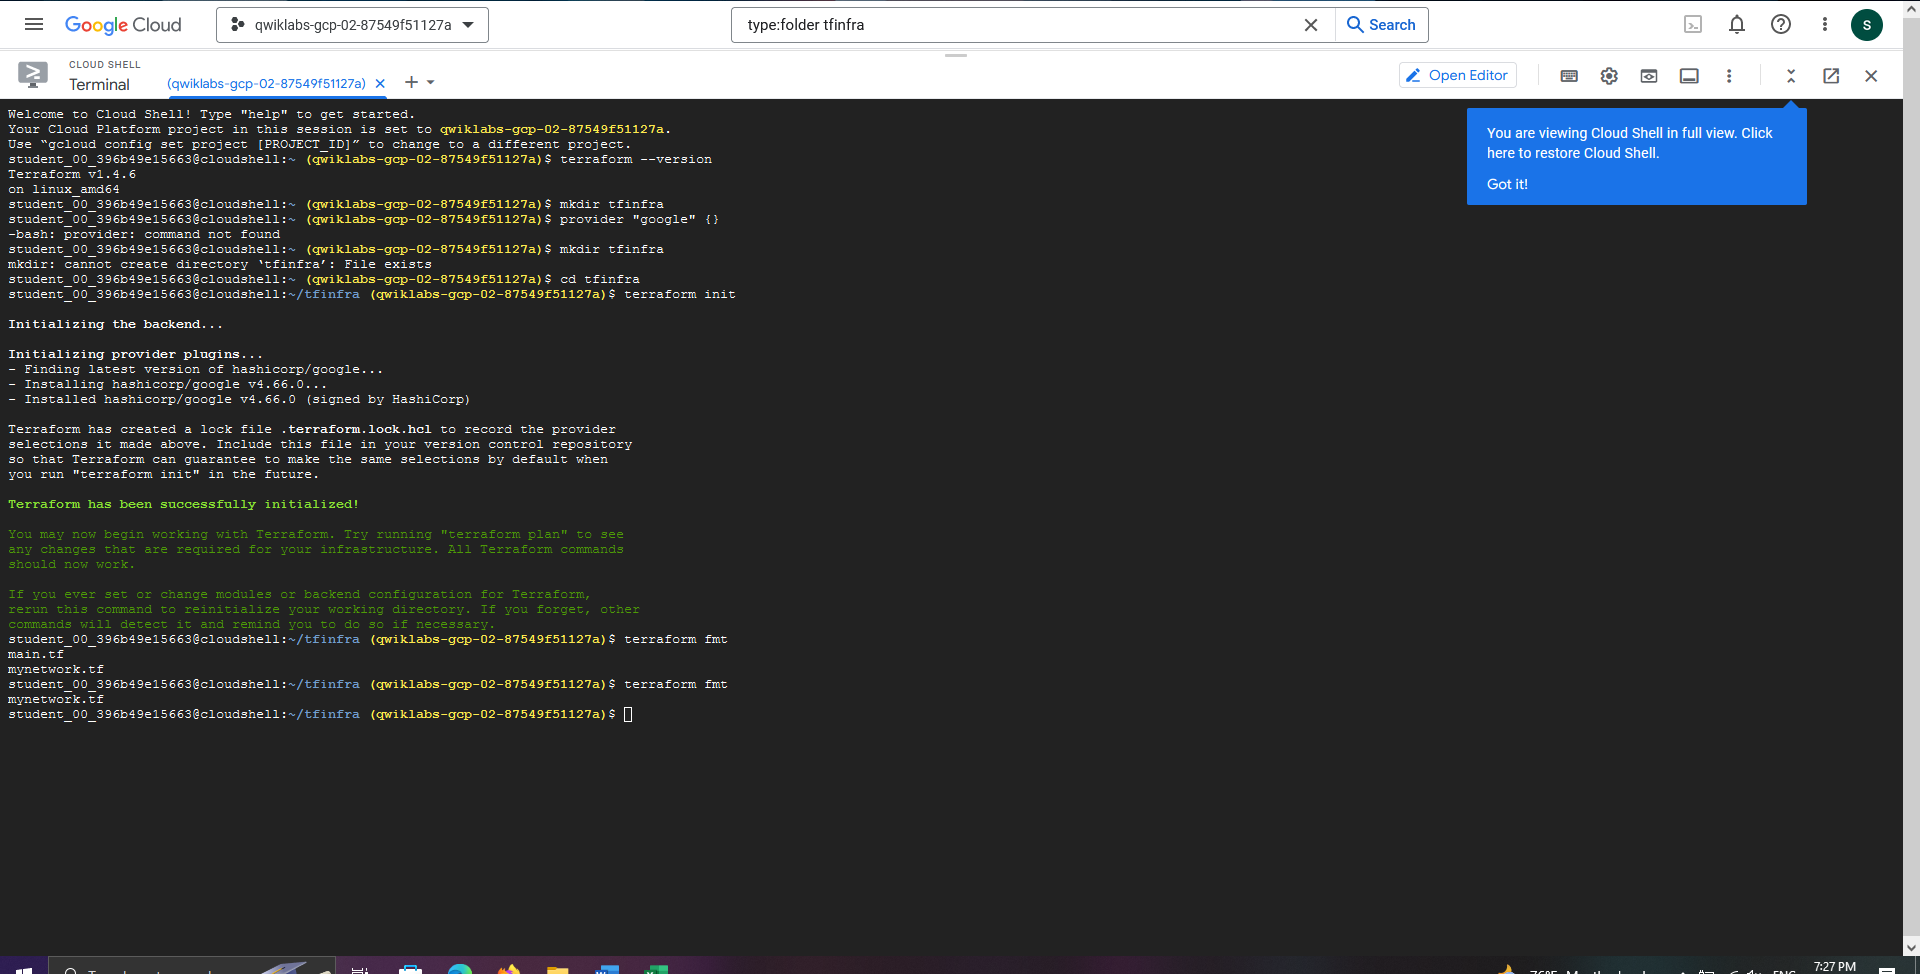 Google Cloud
qwiklabs-gcp-02-87549f51127a
type:folder tfinfra
Search
S
CLOUD SHELL
Terminal
(qwiklabs-gcp-02-87549f51127a)
Open Editor
You are viewing Cloud Shell in full view. Click
here to restore Cloud Shell.
Got it!
Welcome to Cloud Shell! Type "help" to get started.
Your Cloud Platform project in this session is set to qwiklabs-gcp-02-87549f51127a.
Use “gcloud config set project [PROJECT_ID]” to change to a different project.
student_00_396b49e15663@cloudshell:~ (qwiklabs-gcp-02-87549f51127a)$ terraform --version
Terraform v1.4.6
on linux_amd64
student_00_396b49e15663@cloudshell:~ (qwiklabs-gcp-02-87549f51127a)$ mkdir tfinfra
student_00_396b49e15663@cloudshell:~ (qwiklabs-gcp-02-87549f51127a)$ provider "google" {}
-bash: provider: command not found
student_00_396b49e15663@cloudshell:~ (qwiklabs-gcp-02-87549f51127a)$ mkdir tfinfra
mkdir: cannot create directory ‘tfinfra’: File exists
student_00_396b49e15663@cloudshell:~ (qwiklabs-gcp-02-87549f51127a)$ cd tfinfra
student_00_396b49e15663@cloudshell:~/tfinfra (qwiklabs-gcp-02-87549f51127a)$ terraform init
Initializing the backend...
Initializing provider plugins...
- Finding latest version of hashicorp/google...
- Installing hashicorp/google v4.66.0...
- Installed hashicorp/google v4.66.0 (signed by HashiCorp)
Terraform has created a lock file .terraform.lock.hcl to record the provider
selections it made above. Include this file in your version control repository
so that Terraform can guarantee to make the same selections by default when
you run "terraform init" in the future.
Terraform has been successfully initialized!
You may now begin working with Terraform. Try running "terraform plan" to see
any changes that are required for your infrastructure. All Terraform commands
should now work.
If you ever set or change modules or backend configuration for Terraform,
rerun this command to reinitialize your working directory. If you forget, other
commands will detect it and remind you to do so if necessary.
student_00_396b49e15663@cloudshell:~/tfinfra (qwiklabs-gcp-02-87549f51127a)$ terraform fmt
main.tf
mynetwork.tf
student_00_396b49e15663@cloudshell:~/tfinfra (qwiklabs-gcp-02-87549f51127a)$ terraform fmt
mynetwork.tf
student_00_396b49e15663@cloudshell:~/tfinfra (qwiklabs-gcp-02-87549f51127a)$
7:27 PM